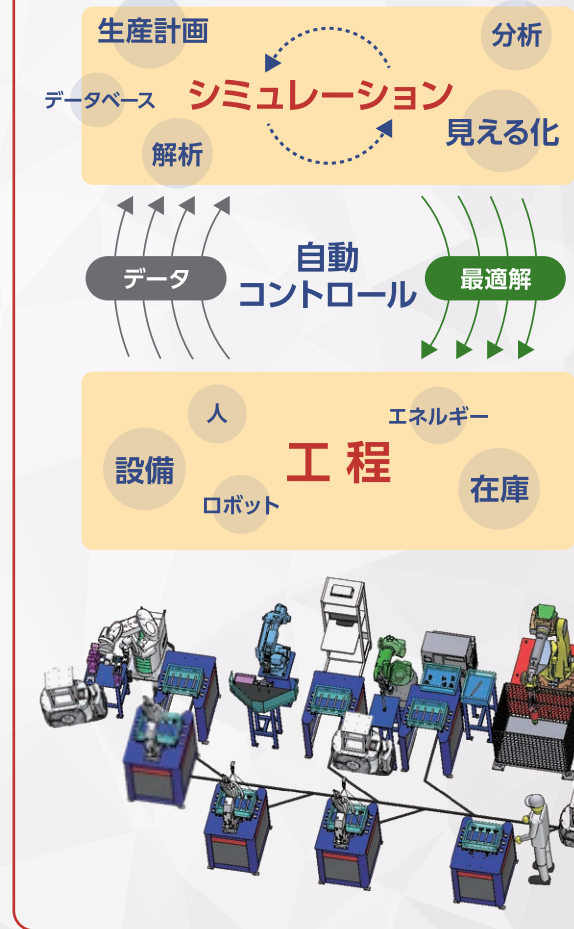 生産計画
分析
データベース
シミュレーション
見える化
解析
データ
自動
コントロール
最適解
人
エネルギー
設備
工程
在庫
ロボット